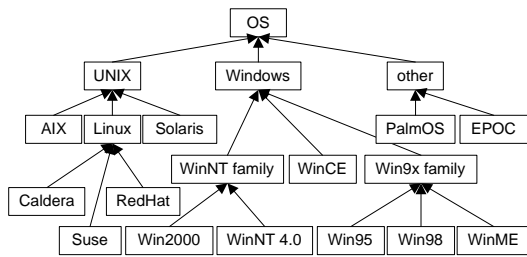 OS
UNIX
Windows
other
AIX
Linux
Solaris
PalmOS
EPOC
WinNT family
WinCE
Win9x family
Caldera
RedHat
Suse
Win2000
WinNT 4.0
Win95
Win98
WinME